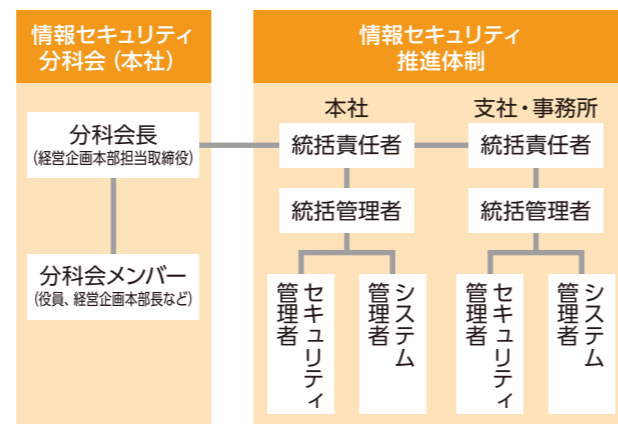 情報セキュリティ
分科会（本社）
分科会長
（経営企画本部担当取締役）
分科会メンバー
（役員、経営企画本部長など）
情報セキュリティ
推進体制
本社
統括責任者
統括管理者
セキュリティ
管理者
システム
管理者
支社・事務所
統括責任者
統括管理者
セキュリティ
管理者
システム
管理者